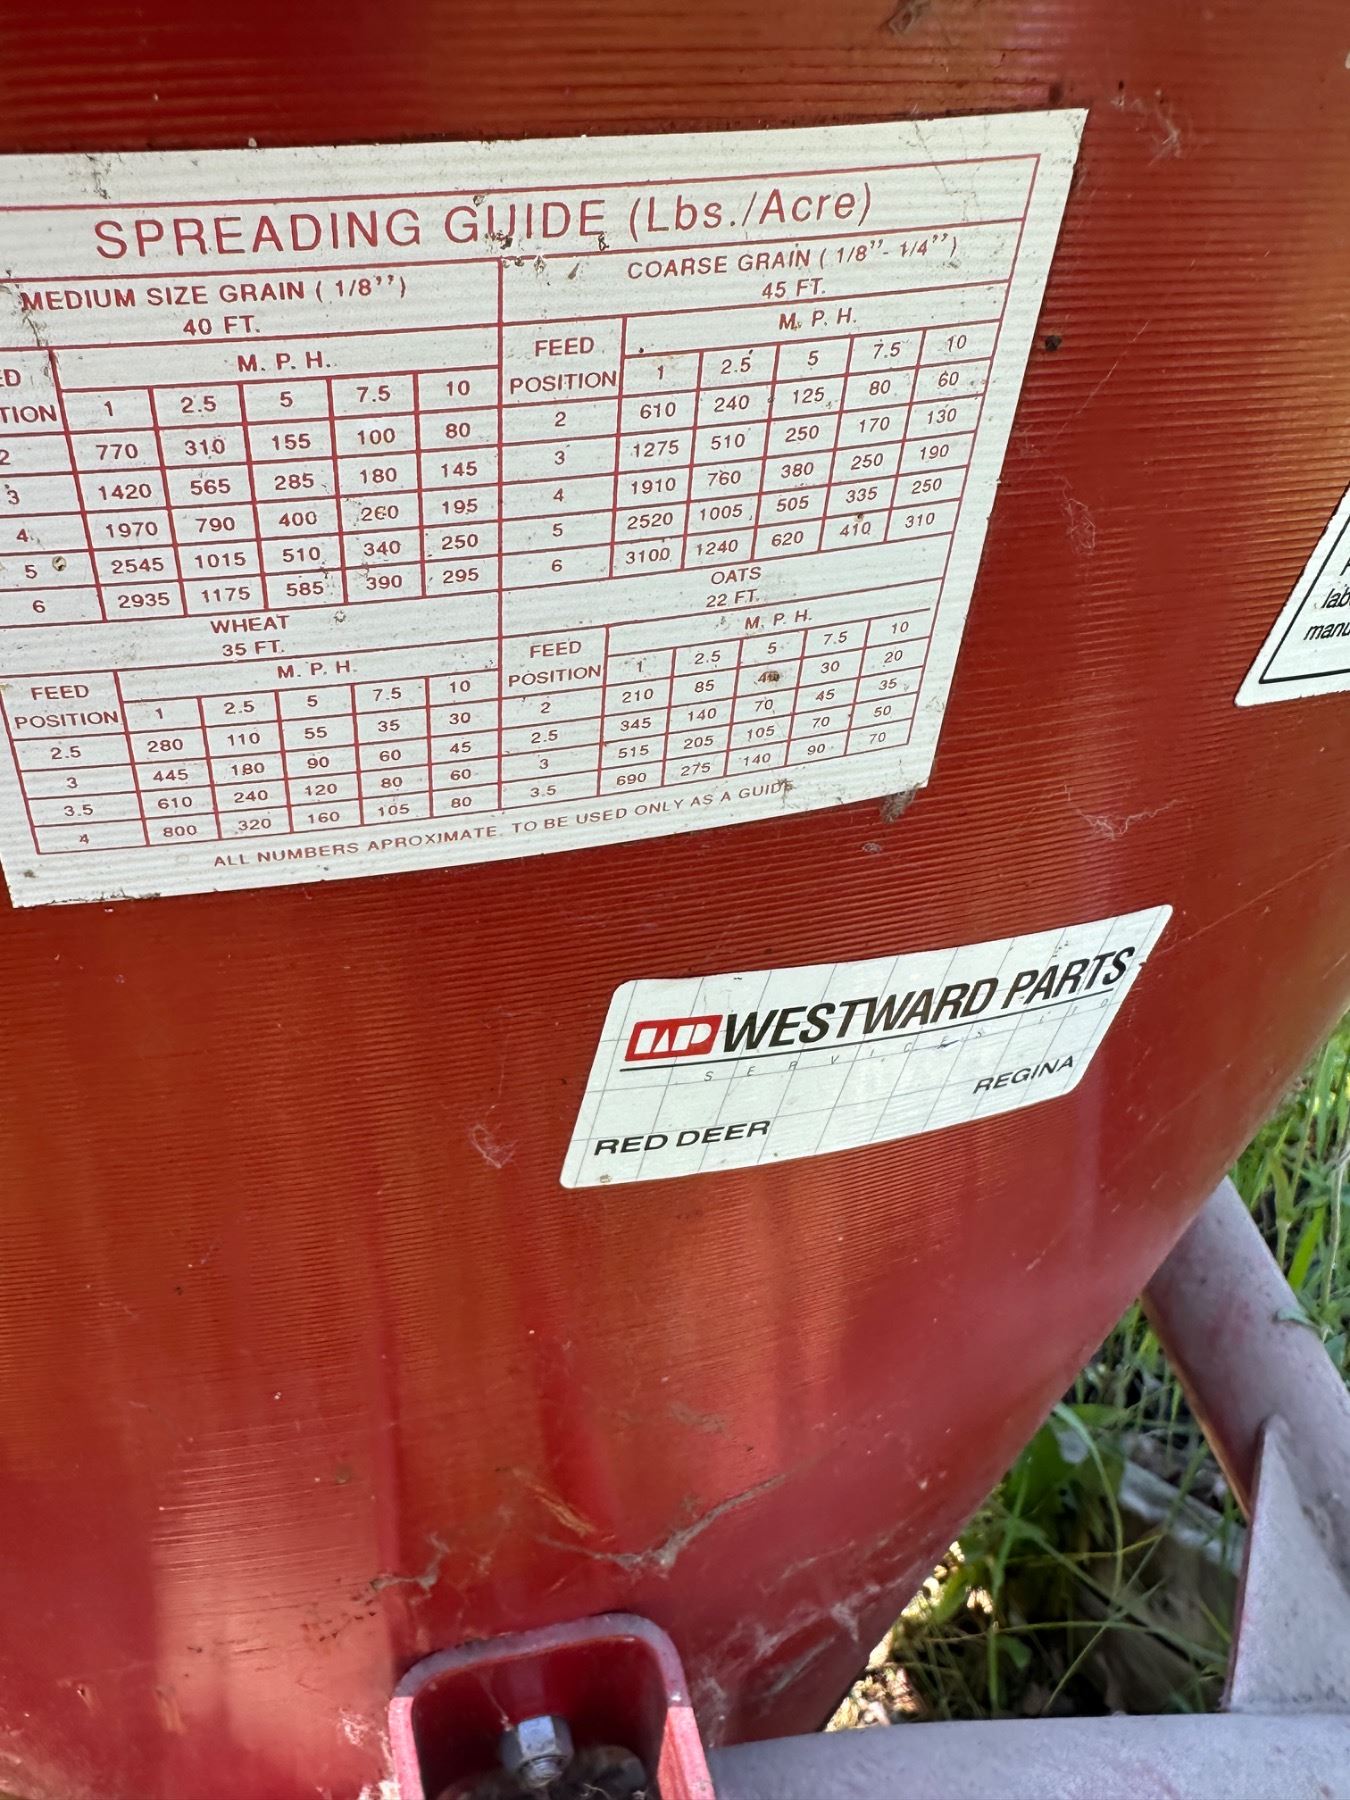 SPREADING GUIDE (Lbs./Acre)
MEDIUM SIZE GRAIN ( 1/8")
40 FT.
M. P. H.
1 2.5 5 7.5 10
2 770 310 155 100 80
3 1420 565 285 180 145
4 1970 790 400 260 195
5 2545 1015 510 340 250
6 2935 1175 585 390 295
COARSE GRAIN ( 1/8"- 1/4")
45 FT.
FEED
POSITION
M. P. H.
1 2.5 5 7.5 10
2 610 240 125 80 60
3 1275 510 250 170 130
4 1910 760 380 250 190
5 2520 1005 505 335 250
6 3100 1240 620 410 310
WHEAT
35 FT.
FEED
POSITION
M. P. H.
1 2.5 5 7.5 10
2.5 280 110 55 35 30
3 445 180 90 60 45
3.5 610 240 120 80 60
4 800 320 160 105 80
OATS
22 FT.
FEED
POSITION
M. P. H.
1 2.5 5 7.5 10
2 210 85 30 20
2.5 345 140 70 45 35
3 515 205 105 70 50
3.5 690 275 140 90 70
ALL NUMBERS APROXIMATE. TO BE USED ONLY AS A GUIDE
WP WESTWARD PARTS
SERVICES LTD
RED DEER REGINA